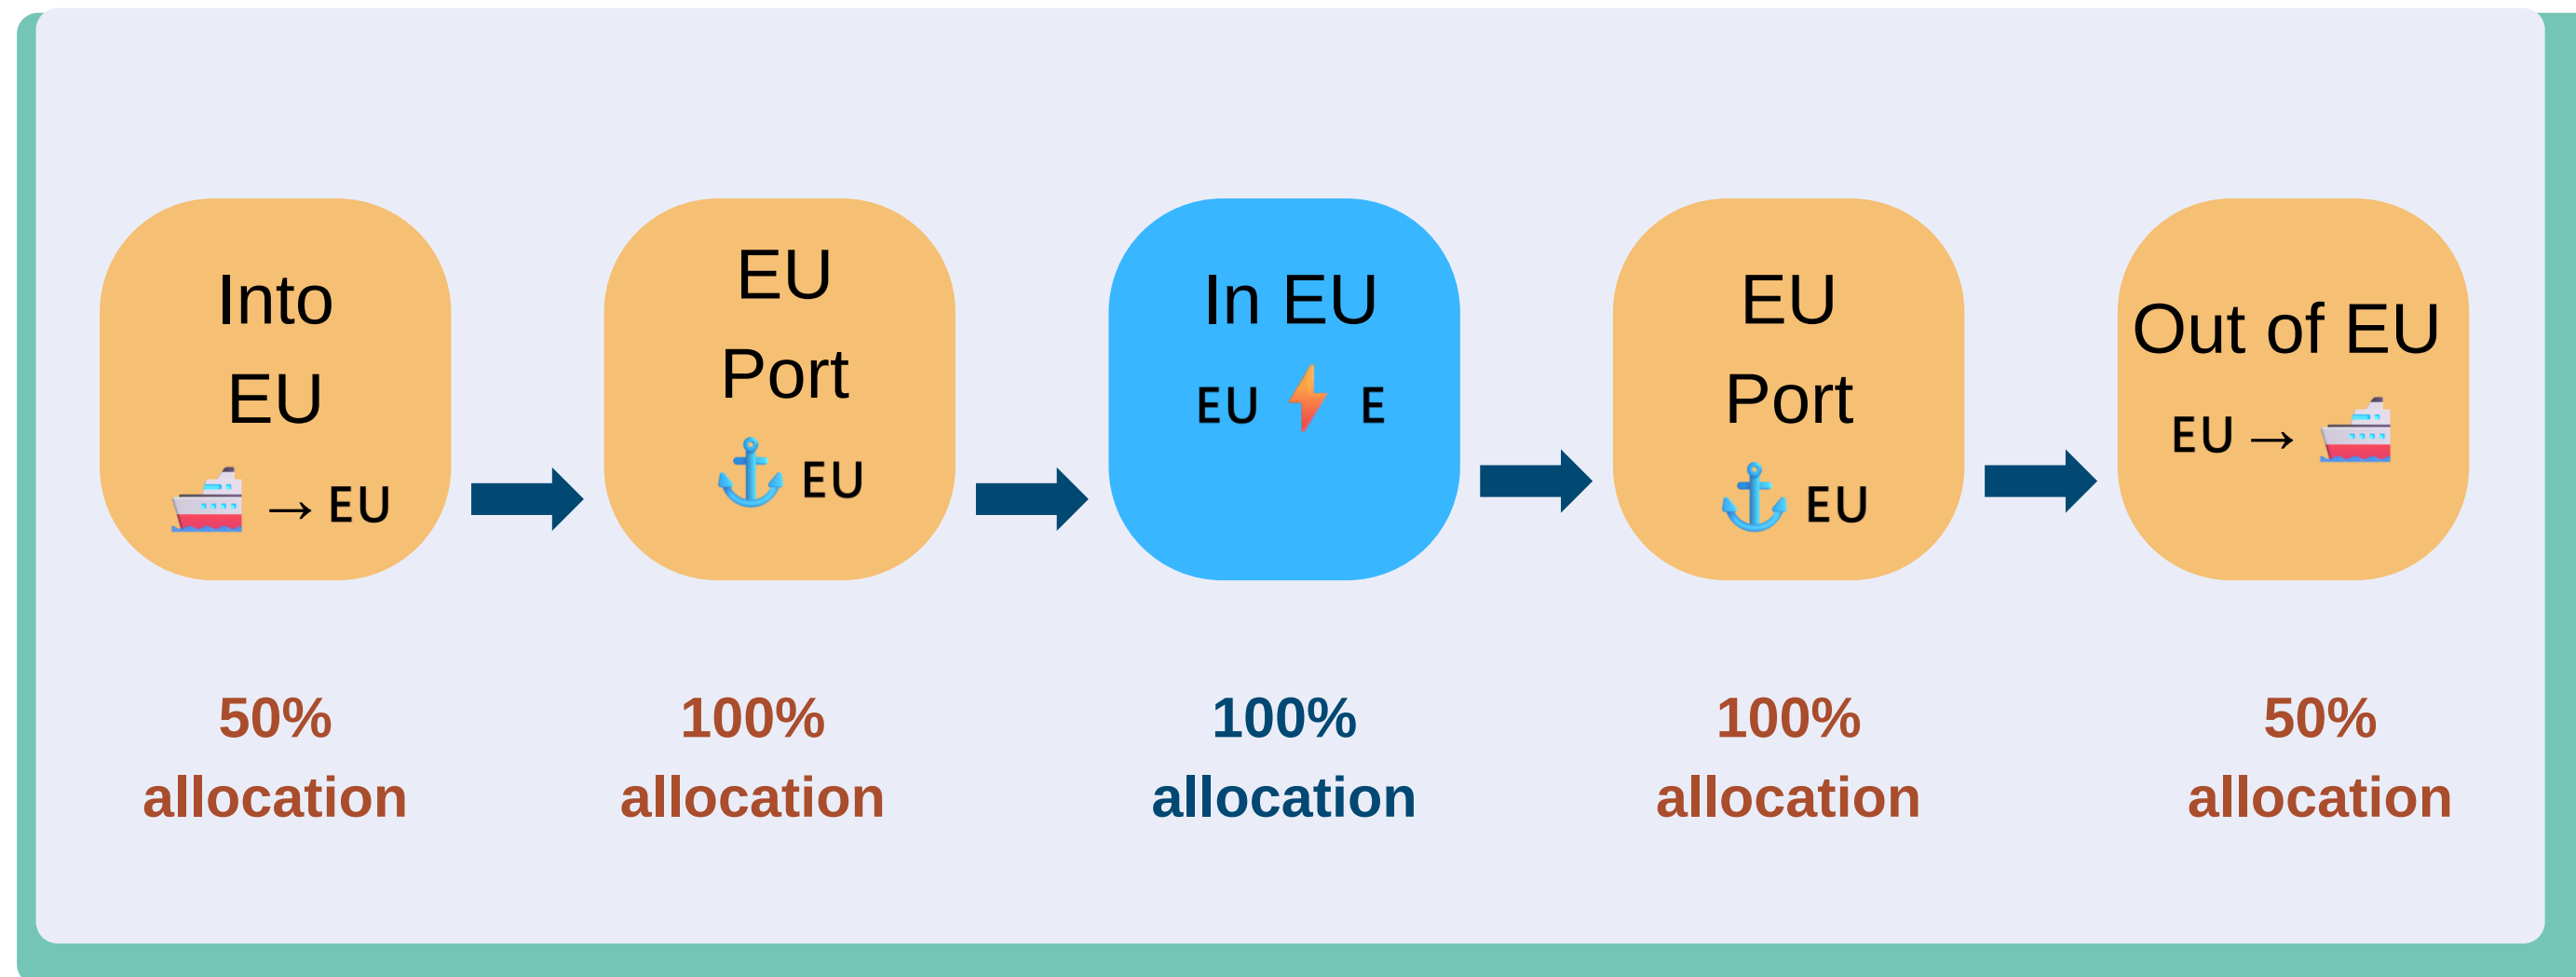 Into
EU
→ EU
50%
allocation
EU
Port
EU
100%
allocation
In EU
EU E
100%
allocation
EU
Port
EU
100%
allocation
Out of EU
EU →
50%
allocation